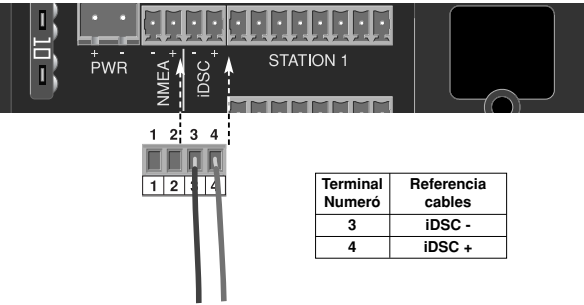 10
+ -
PWR
- + - +
NMEA
iDSC
STATION 1
1 2 3 4
1 2 3 4
Terminal Numeró
Referencia cables
3 iDSC -
4 iDSC +